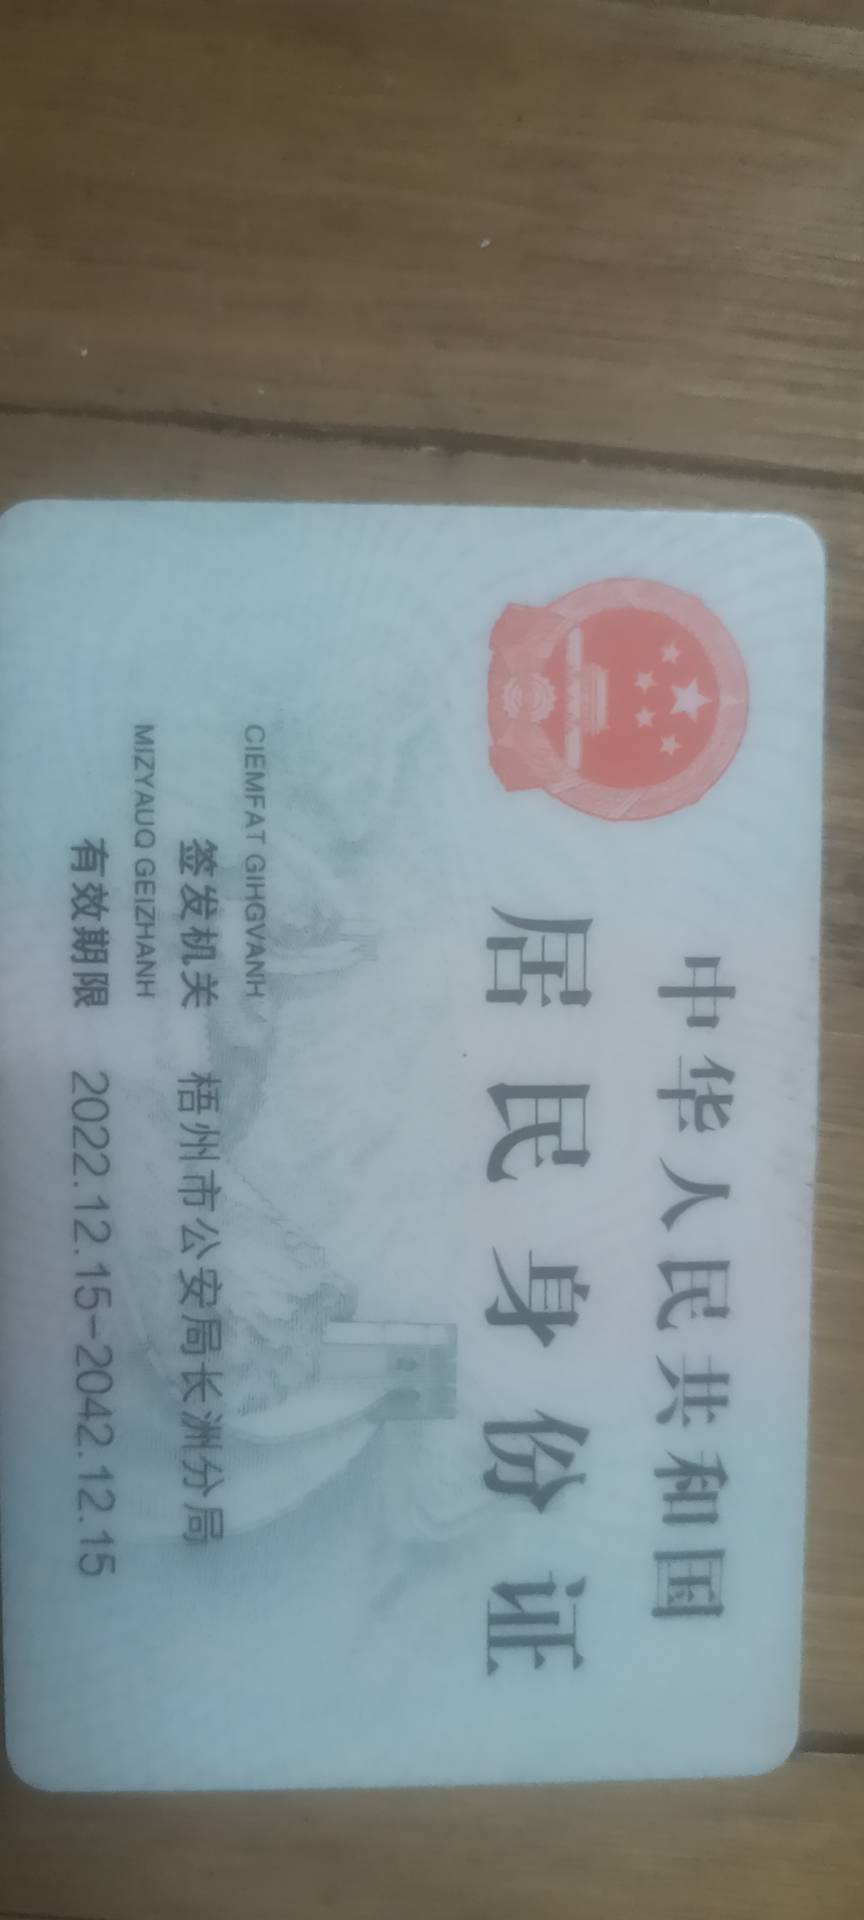 中华人民共和国
居民身份证
CIEMFAT GIHGVANH
签发机关 梧州市公安局长洲分局
MIZYAUQ GEIZHANH
有效期限 2022.12.15-2042.12.15